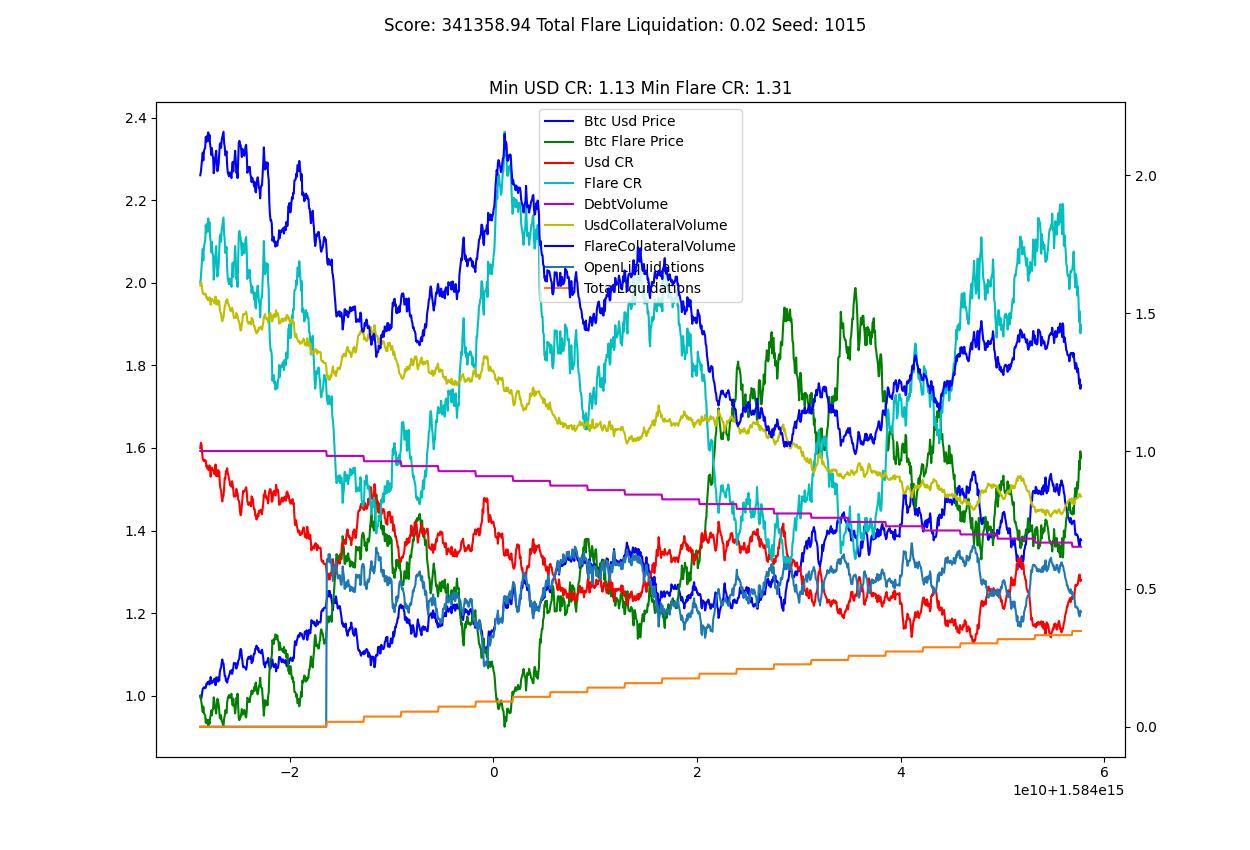 Score: 341358.94 Total Flare Liquidation: 0.02 Seed: 1015
Min USD CR: 1.13 Min Flare CR: 1.31
Btc Usd Price
Btc Flare Price
Usd CR
Flare CR
DebtVolume
UsdCollateralVolume
FlareCollateralVolume
OpenLiquidations
TotalLiquidations
2.4
2.2
2.0
1.8
1.6
1.4
1.2
1.0
2.0
1.5
1.0
0.5
0.0
−2
0
2
4
6
1e10+1.584e15